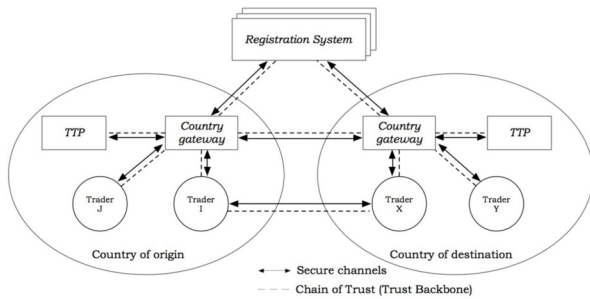 Registration System
TTP
Country
gateway
Country
gateway
TTP
Trader
J
Trader
I
Trader
X
Trader
Y
Country of origin
Country of destination
Secure channels
Chain of Trust (Trust Backbone)